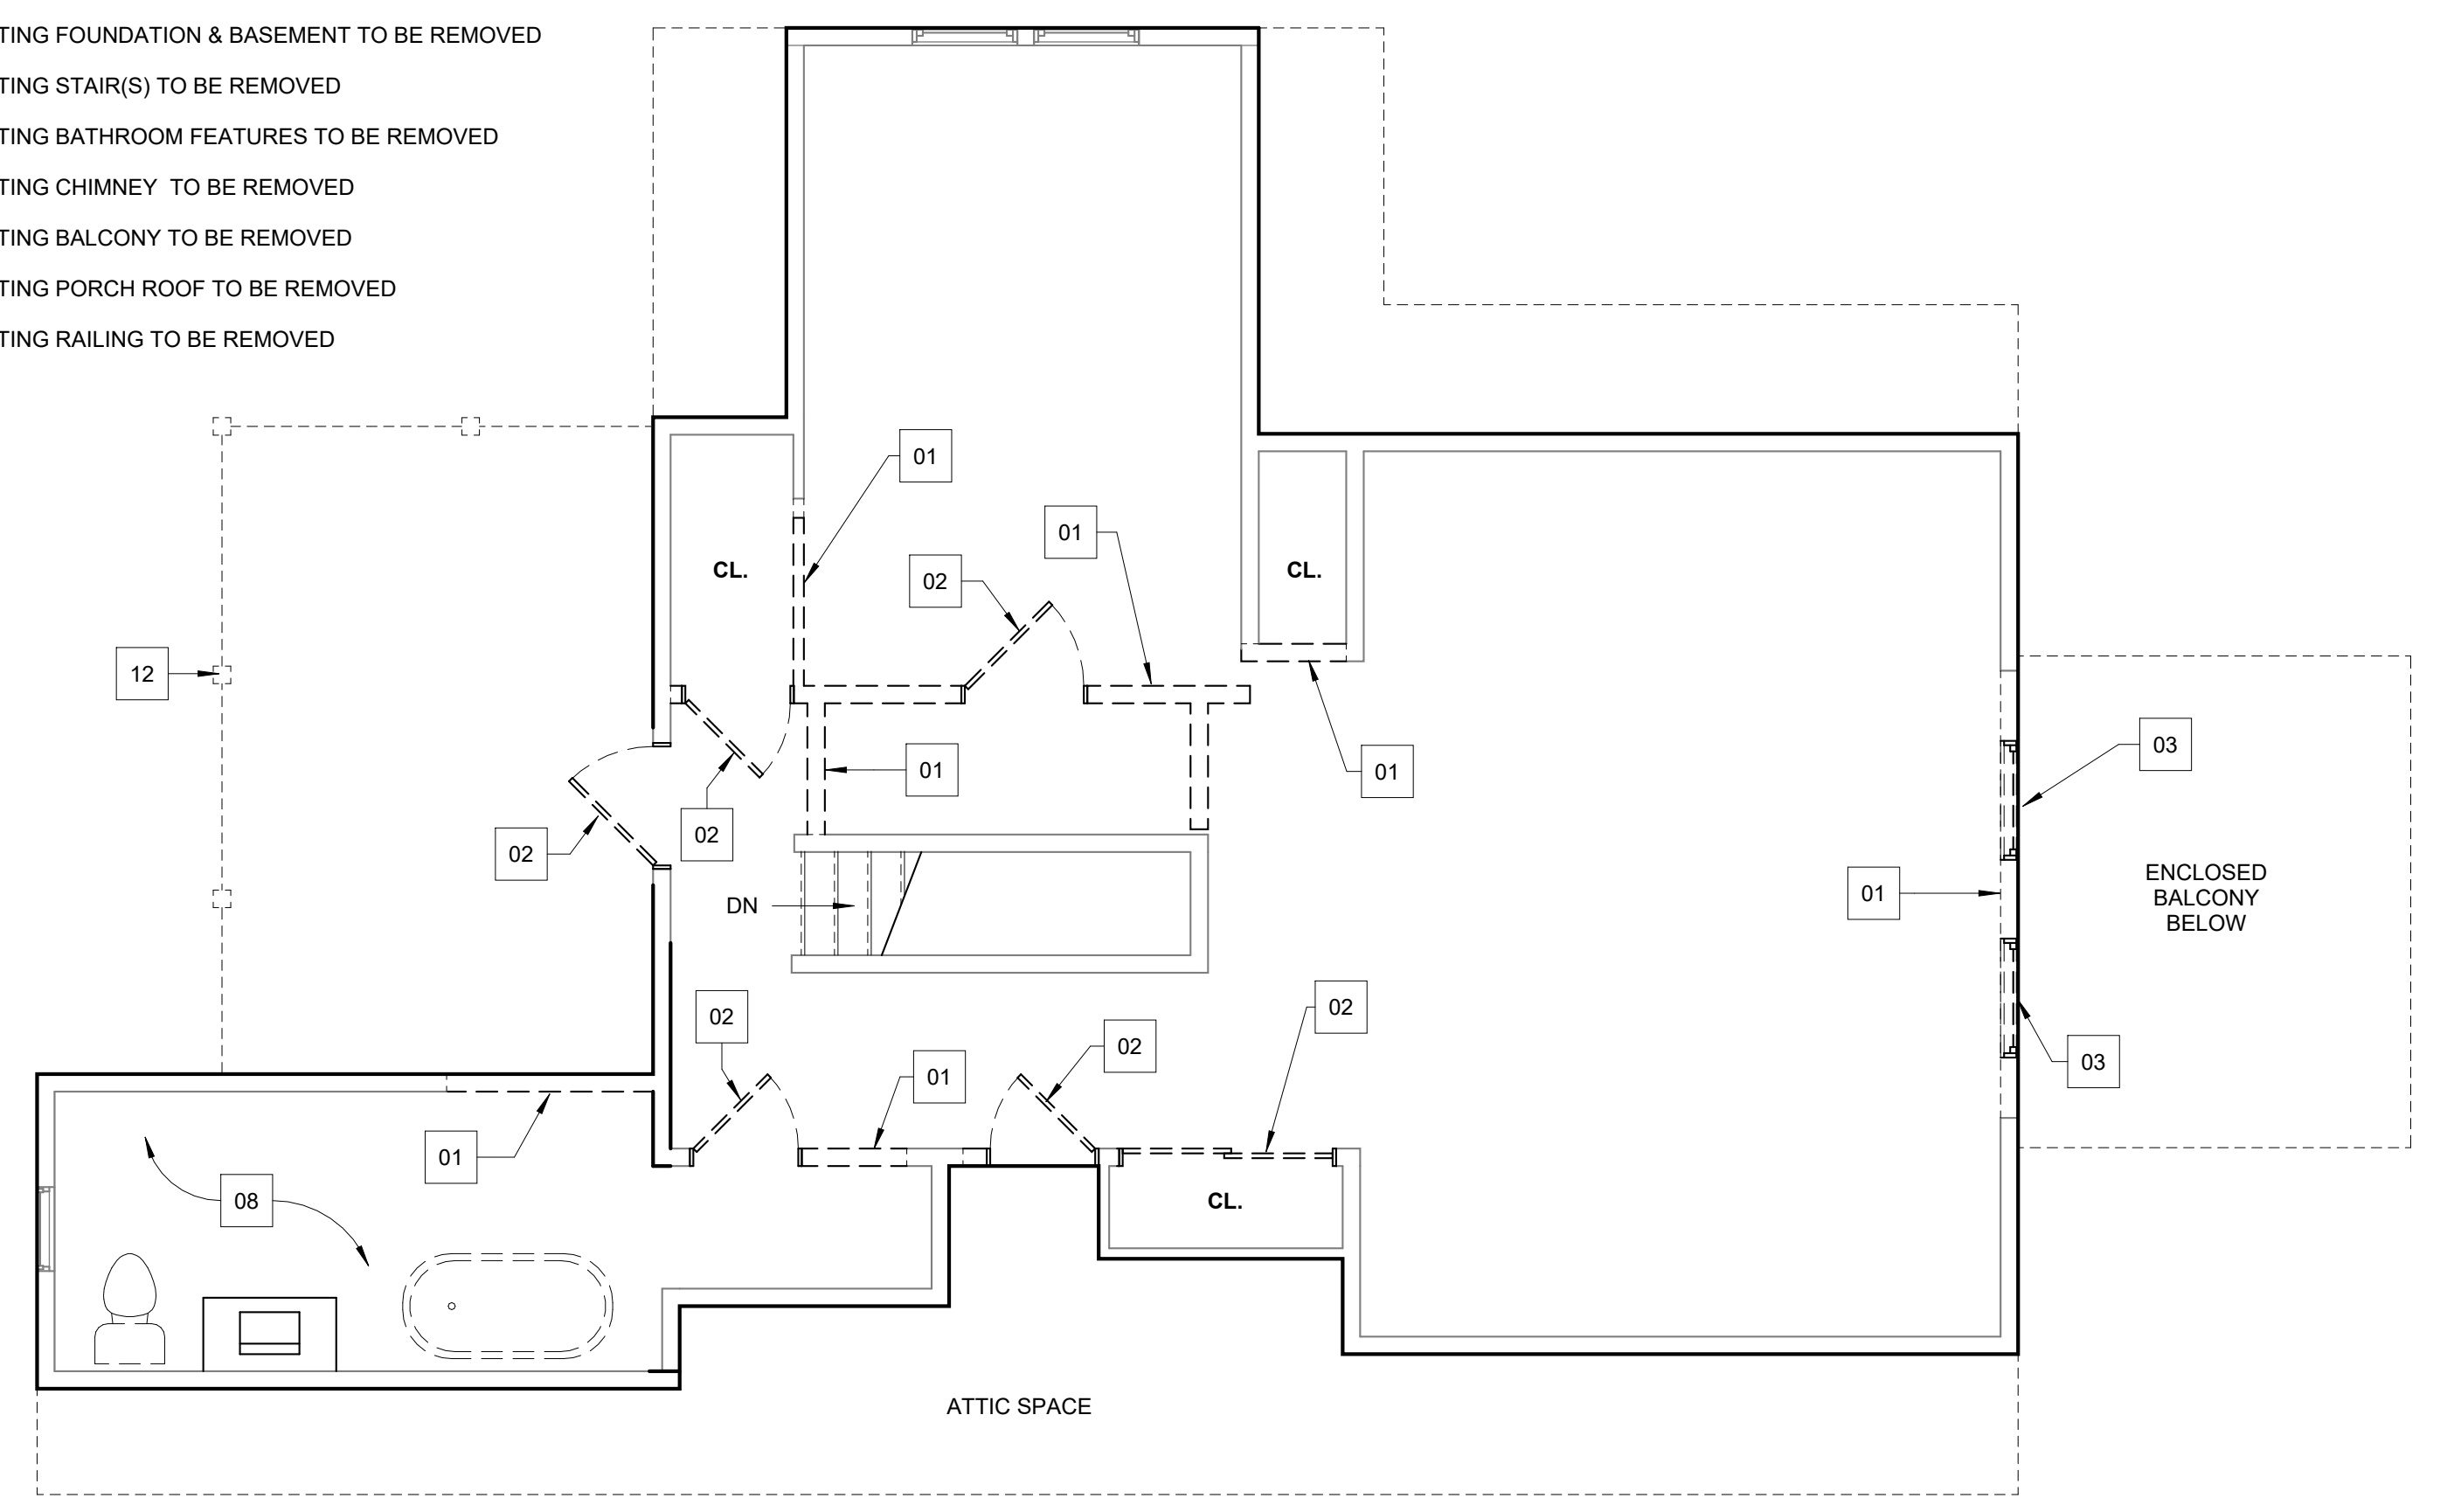 TING FOUNDATION & BASEMENT TO BE REMOVED
TING STAIR(S) TO BE REMOVED
TING BATHROOM FEATURES TO BE REMOVED
TING CHIMNEY TO BE REMOVED
TING BALCONY TO BE REMOVED
TING PORCH ROOF TO BE REMOVED
TING RAILING TO BE REMOVED
01
01
CL.
02
CL.
12
03
01
01
02
02
ENCLOSED
BALCONY
BELOW
01
DN
02
02
02
01
03
01
08
CL.
ATTIC SPACE